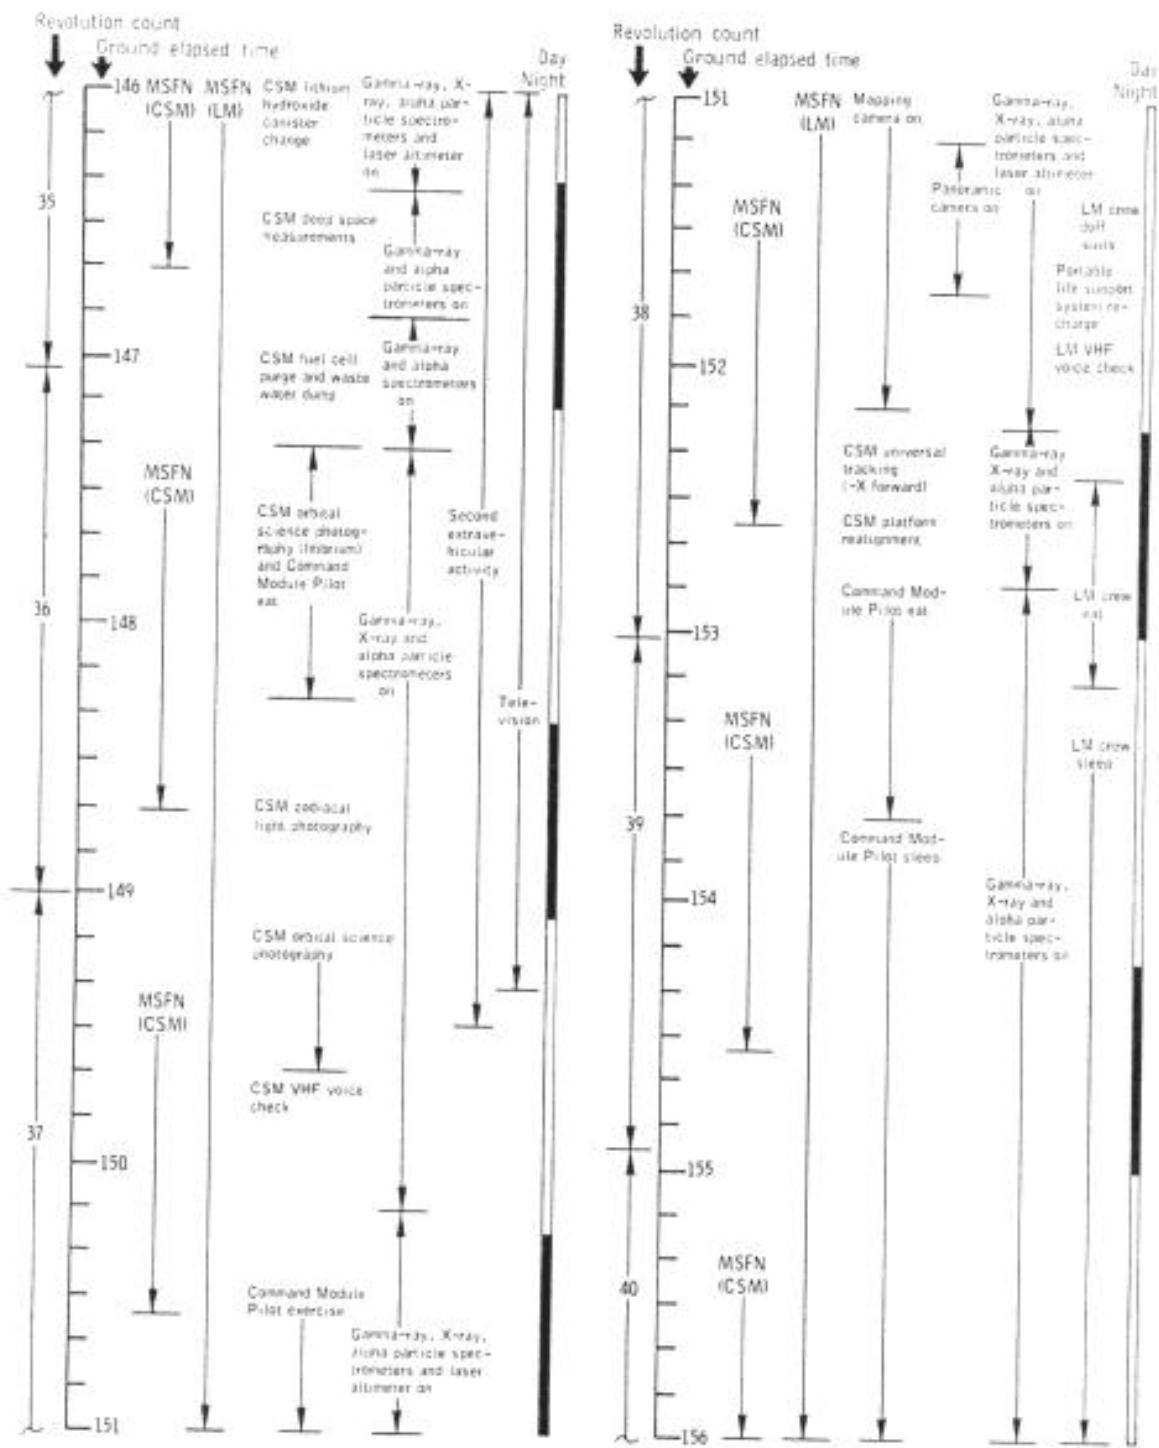 Revolution count
Ground elapsed time
Day
Night
146
MSFN
(CSM)
MSFN
(LM)
CSM lithium
hydroxide
canister
change
Gamma-ray, X-
ray, alpha par-
ticle spectro-
meters and
laser altimeter
on
35
CSM deep space
measurements
Gamma-ray
and alpha
particle spec-
trometers on
147
CSM fuel cell
purge and waste
water dump
Gamma-ray
and alpha
spectrometers
on
MSFN
(CSM)
CSM orbital
science photog-
raphy (Imbrium)
and Command
Module Pilot
eat
Second
extrave-
hicular
activity
36
148
Gamma-ray,
X-ray and
alpha particle
spectrometers
on
Tele-
vision
CSM zodiacal
light photography
149
CSM orbital science
photography
MSFN
(CSM)
CSM VHF voice
check
37
150
Command Module
Pilot exercise
Gamma-ray, X-ray,
alpha particle spec-
trometers and laser
altimeter on
151
Revolution count
Ground elapsed time
Day
Night
151
MSFN
(LM)
Mapping
camera on
Gamma-ray,
X-ray, alpha
particle spec-
trometers and
laser altimeter
on
Panoramic
camera on
MSFN
(CSM)
LM crew
doff
suits
Portable
life support
system re-
charge
38
LM VHF
voice check
152
CSM universal
tracking
(-X forward)
Gamma-ray
X-ray and
alpha par-
ticle spec-
trometers on
CSM platform
realignment
Command Mod-
ule Pilot eat
LM crew
eat
153
MSFN
(CSM)
LM crew
sleep
39
Command Mod-
ule Pilot sleep
154
Gamma-ray,
X-ray and
alpha par-
ticle spec-
trometers on
155
MSFN
(CSM)
40
156